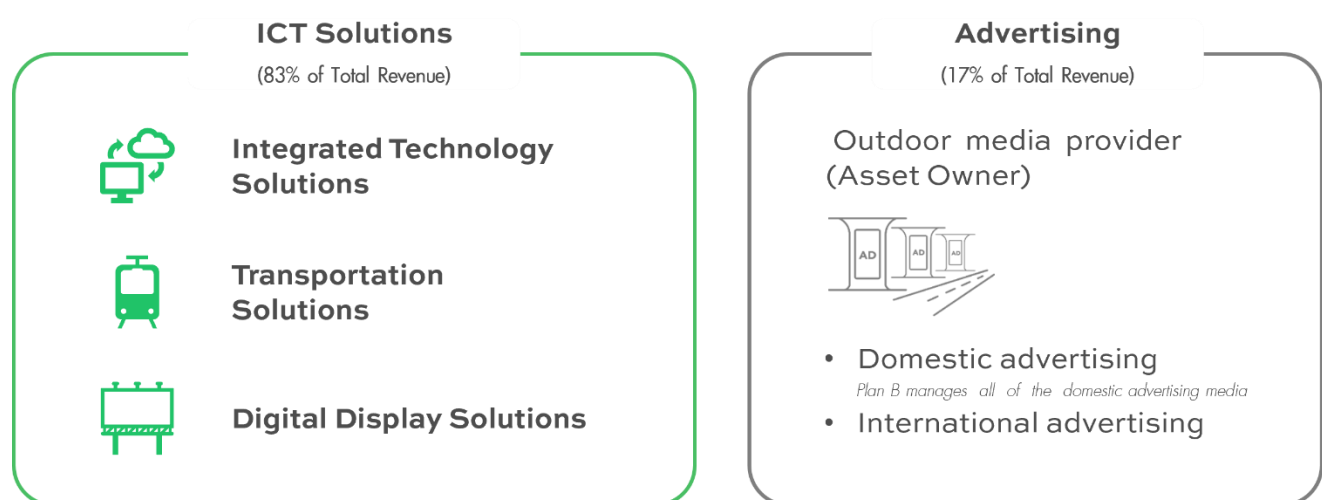 ICT Solutions
(83% of Total Revenue)
Integrated Technology
Solutions
Transportation
Solutions
Digital Display Solutions
Advertising
(17% of Total Revenue)
Outdoor media provider
(Asset Owner)
AD
AD
AD
• Domestic advertising
Plan B manages all of the domestic advertising media
• International advertising